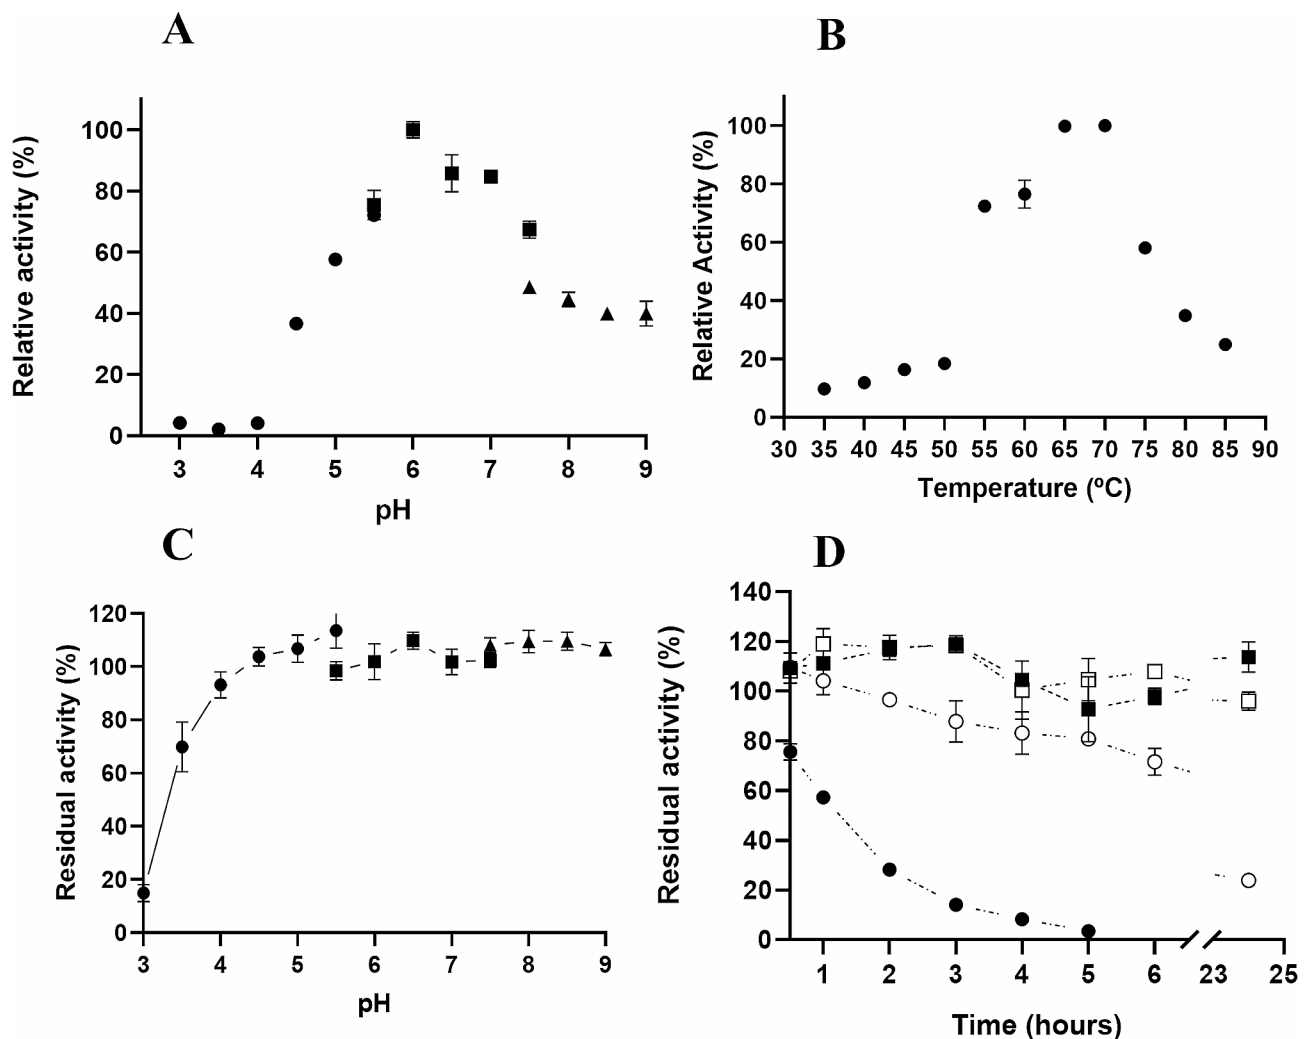 A
Relative activity (%)
100
80
60
40
20
0
3 4 5 6 7 8 9
pH
B
Relative Activity (%)
100
80
60
40
20
0
30 35 40 45 50 55 60 65 70 75 80 85 90
Temperature (ºC)
C
Residual activity (%)
120
100
80
60
40
20
0
3 4 5 6 7 8 9
pH
D
Residual activity (%)
140
120
100
80
60
40
20
0
1 2 3 4 5 6 23 25
Time (hours)